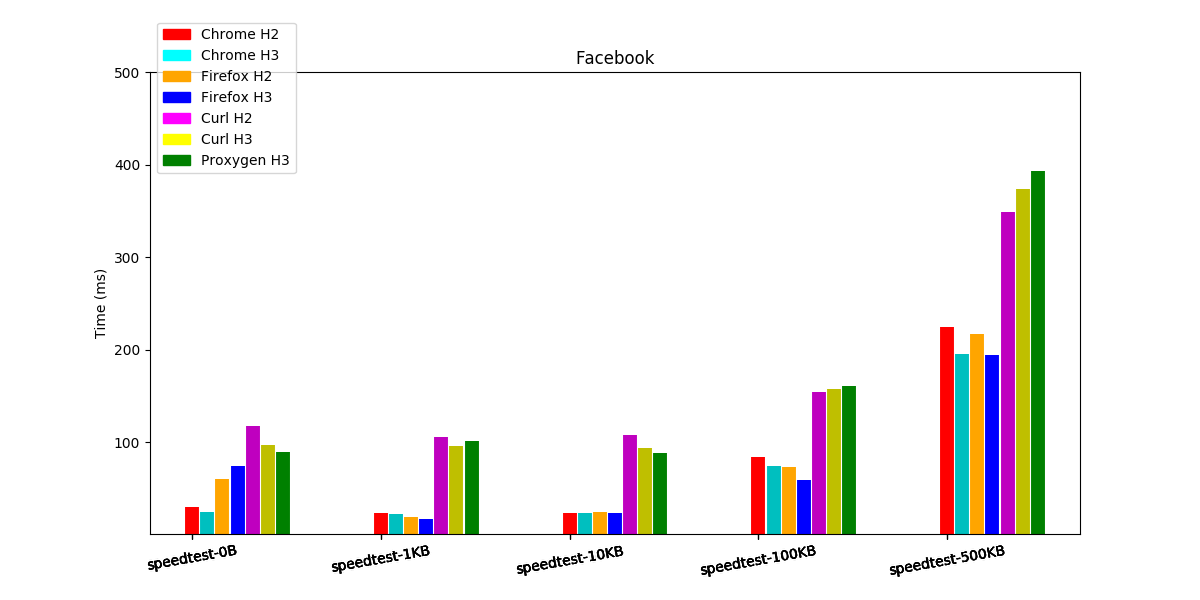 Chrome H2
Chrome H3
Firefox H2
Firefox H3
Curl H2
Curl H3
Proxygen H3
Facebook
500
400
300
200
100
Time (ms)
speedtest-0B
speedtest-1KB
speedtest-10KB
speedtest-100KB
speedtest-500KB